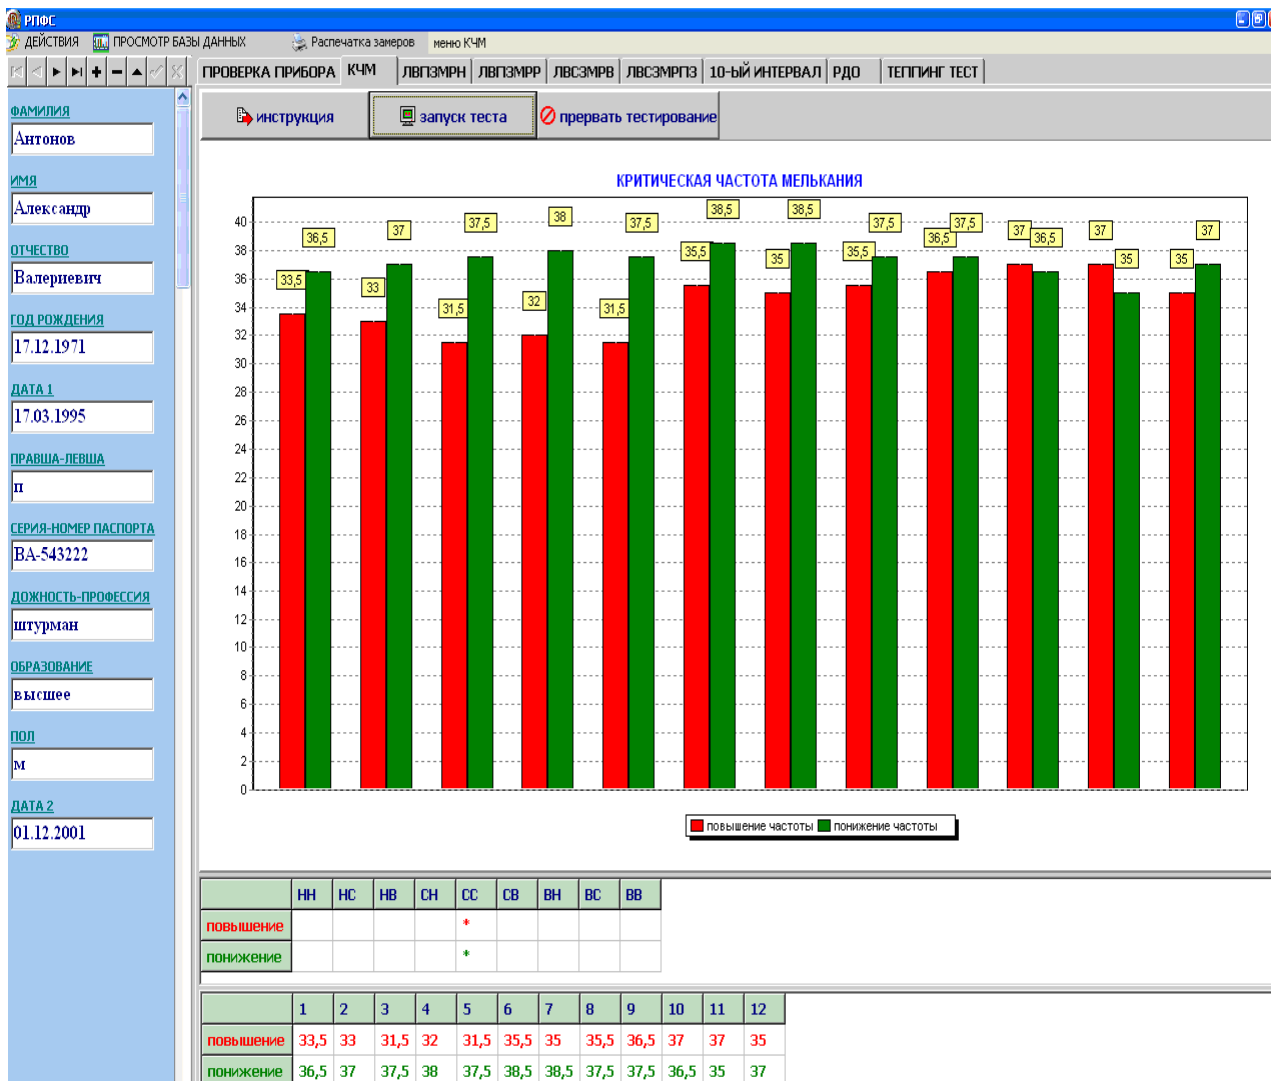 РПФС
ДЕЙСТВИЯ ПРОСМОТР БАЗЫ ДАННЫХ Распечатка замеров меню КЧМ
ПРОВЕРКА ПРИБОРА КЧМ ЛВПЗМРН ЛВПЗМРР ЛВСЗМРВ ЛВСЗМРПЗ 10-ЫЙ ИНТЕРВАЛ РДО ТЕППИНГ ТЕСТ
инструкция запуск теста прервать тестирование
ФАМИЛИЯ
Антонов
ИМЯ
Александр
ОТЧЕСТВО
Валериевич
ГОД РОЖДЕНИЯ
17.12.1971
ДАТА 1
17.03.1995
ПРАВША-ЛЕВША
п
СЕРИЯ-НОМЕР ПАСПОРТА
ВА-543222
ДОЖНОСТЬ-ПРОФЕССИЯ
штурман
ОБРАЗОВАНИЕ
высшее
ПОЛ
м
ДАТА 2
01.12.2001
КРИТИЧЕСКАЯ ЧАСТОТА МЕЛЬКАНИЯ
40
38
36
34
32
30
28
26
24
22
20
18
16
14
12
10
8
6
4
2
0
33,5 36,5 33 37 31,5 37,5 32 38 31,5 37,5 35,5 38,5 35 38,5 35,5 37,5 36,5 37,5 37 36,5 37 35 35 37
повышение частоты понижение частоты
НН НС НВ СН СС СВ ВН ВС ВВ
повышение *
понижение *
1 2 3 4 5 6 7 8 9 10 11 12
повышение 33,5 33 31,5 32 31,5 35,5 35 35,5 36,5 37 37 35
понижение 36,5 37 37,5 38 37,5 38,5 38,5 37,5 37,5 36,5 35 37